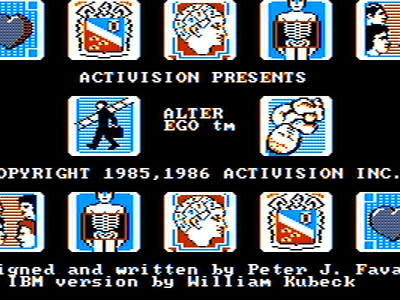 ACTIVISION PRESENTS
ALTER
EGO tm
OPYRIGHT 1985,1986 ACTIVISION INC.
igned and written by Peter J. Fava
IBM version by William Kubeck